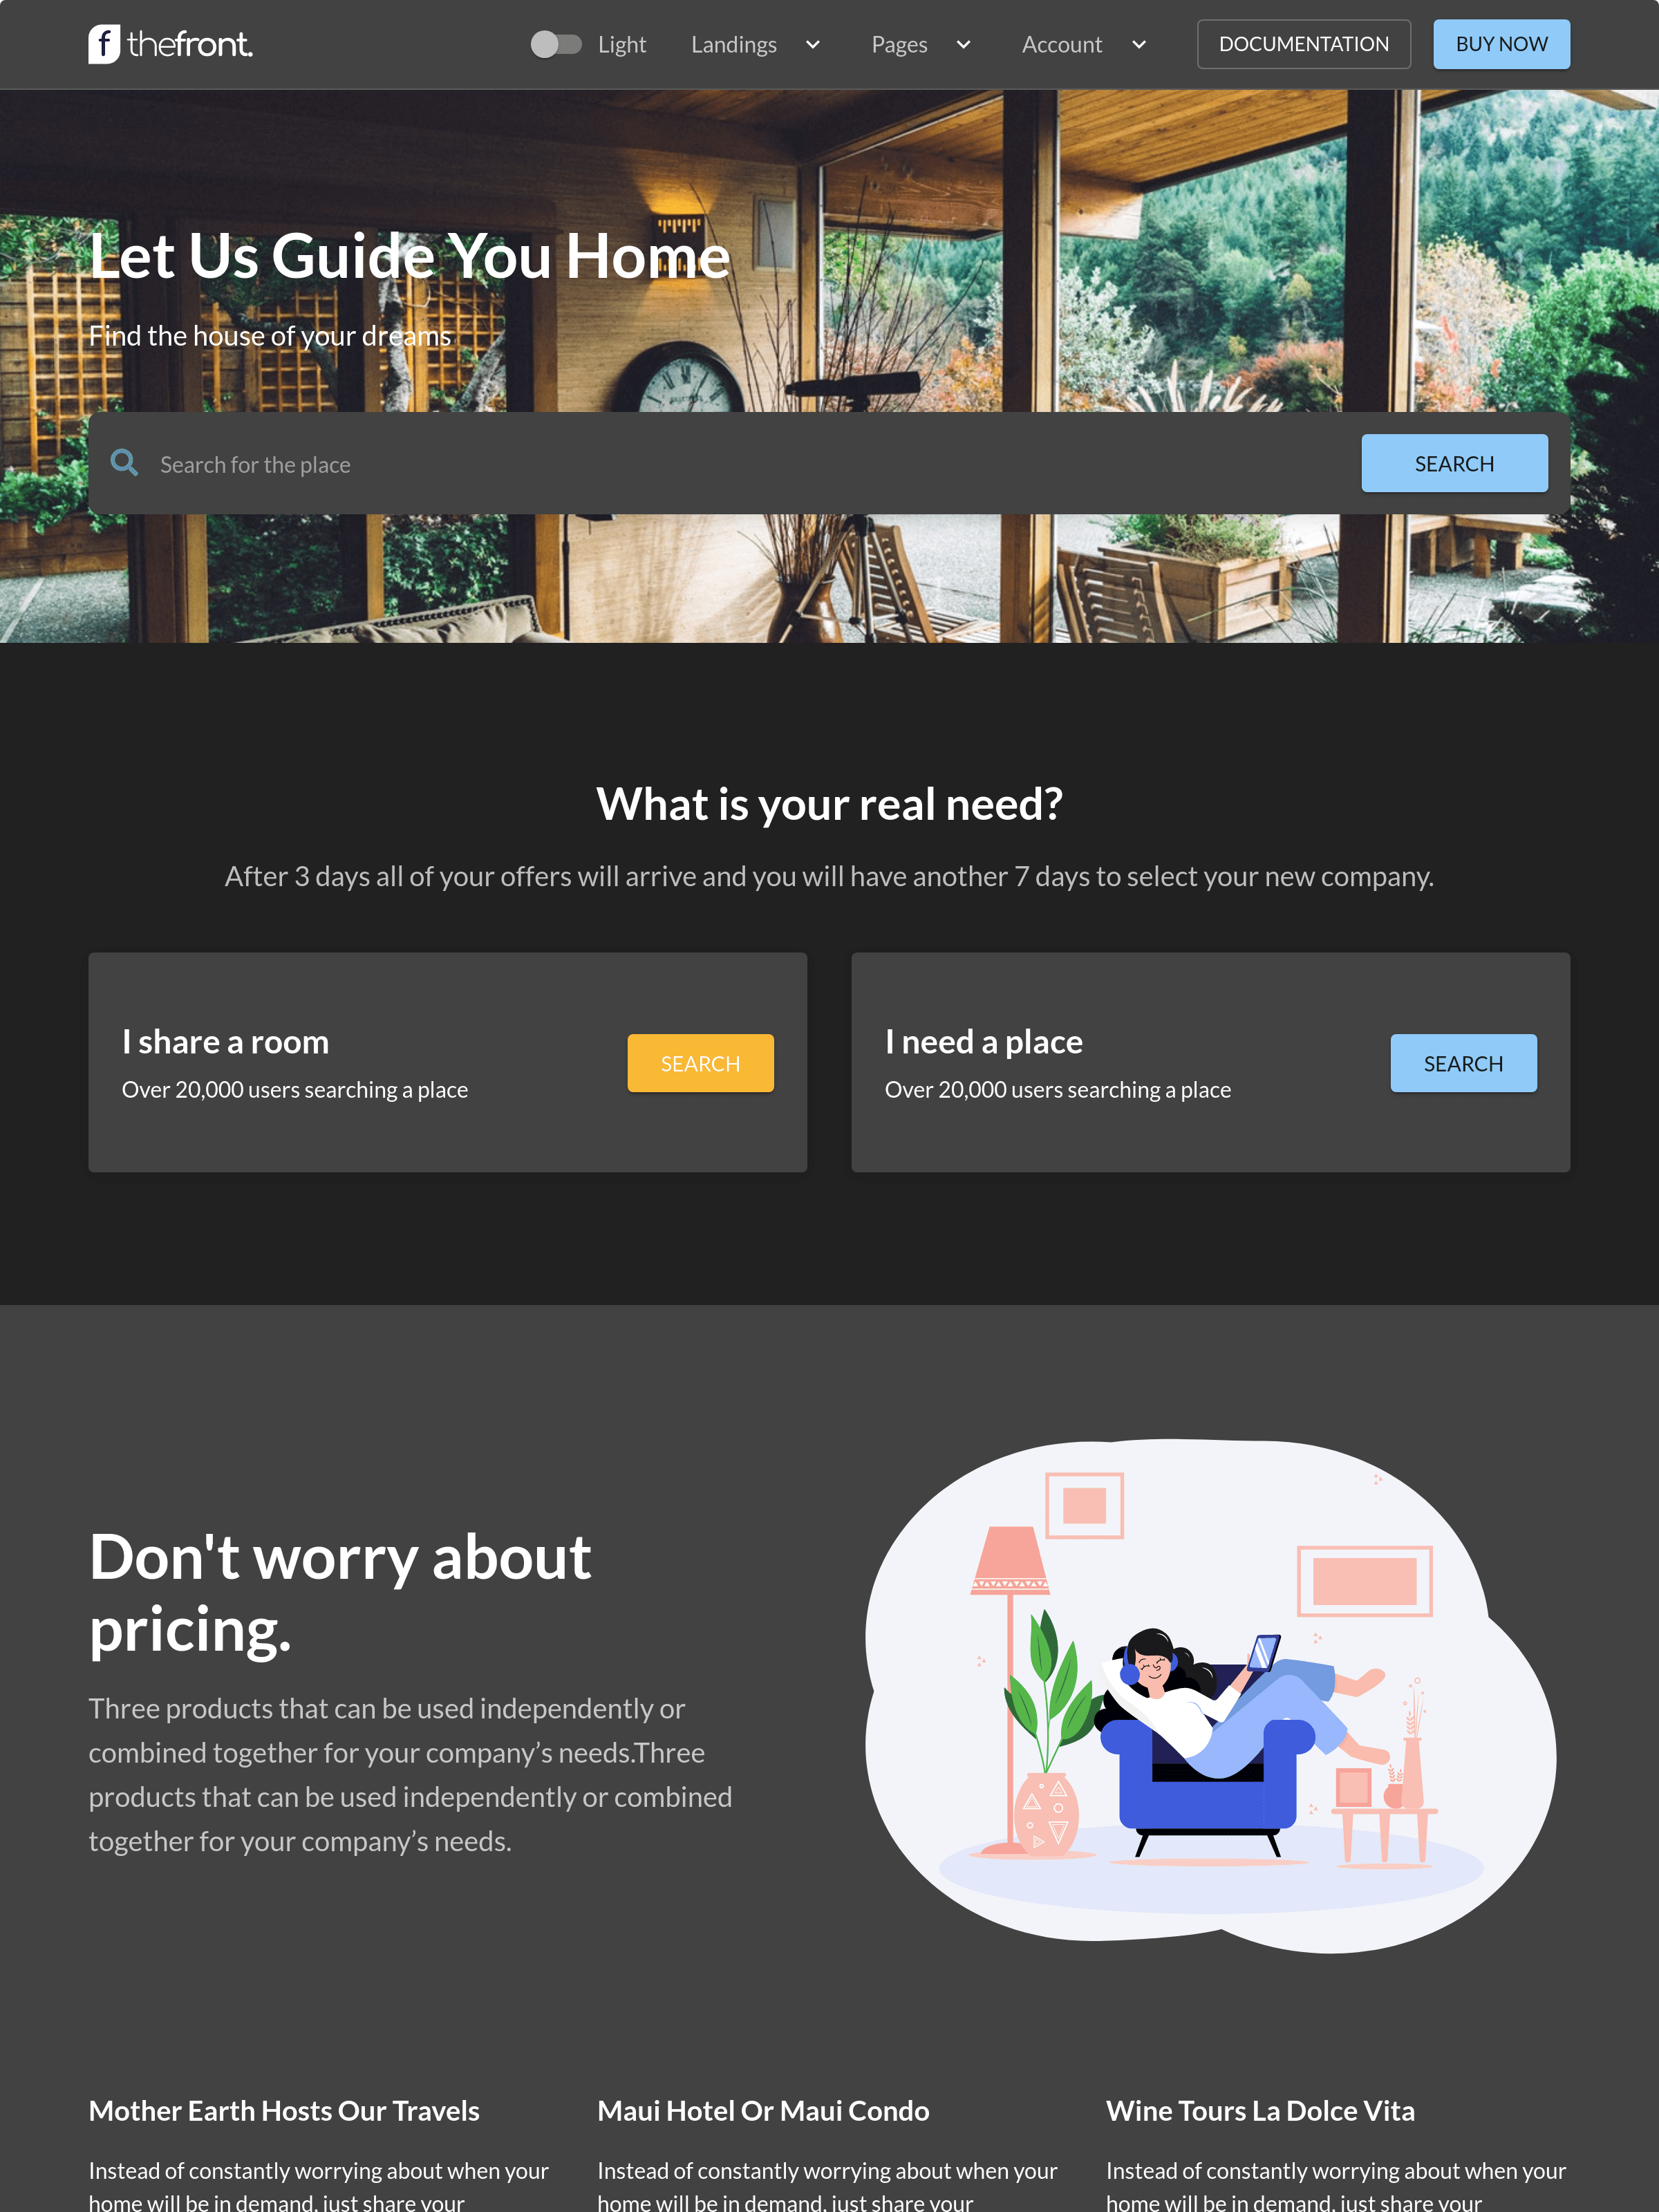 f thefront.
Light
Landings
Pages
Account
DOCUMENTATION
BUY NOW
Let Us Guide You Home
Find the house of your dreams
Search for the place
SEARCH
What is your real need?
After 3 days all of your offers will arrive and you will have another 7 days to select your new company.
I share a room
Over 20,000 users searching a place
SEARCH
I need a place
Over 20,000 users searching a place
SEARCH
Don't worry about
pricing.
Three products that can be used independently or
combined together for your company’s needs.Three
products that can be used independently or combined
together for your company’s needs.
Mother Earth Hosts Our Travels
Instead of constantly worrying about when your
home will be in demand, just share your
Maui Hotel Or Maui Condo
Instead of constantly worrying about when your
home will be in demand, just share your
Wine Tours La Dolce Vita
Instead of constantly worrying about when your
home will be in demand, just share your